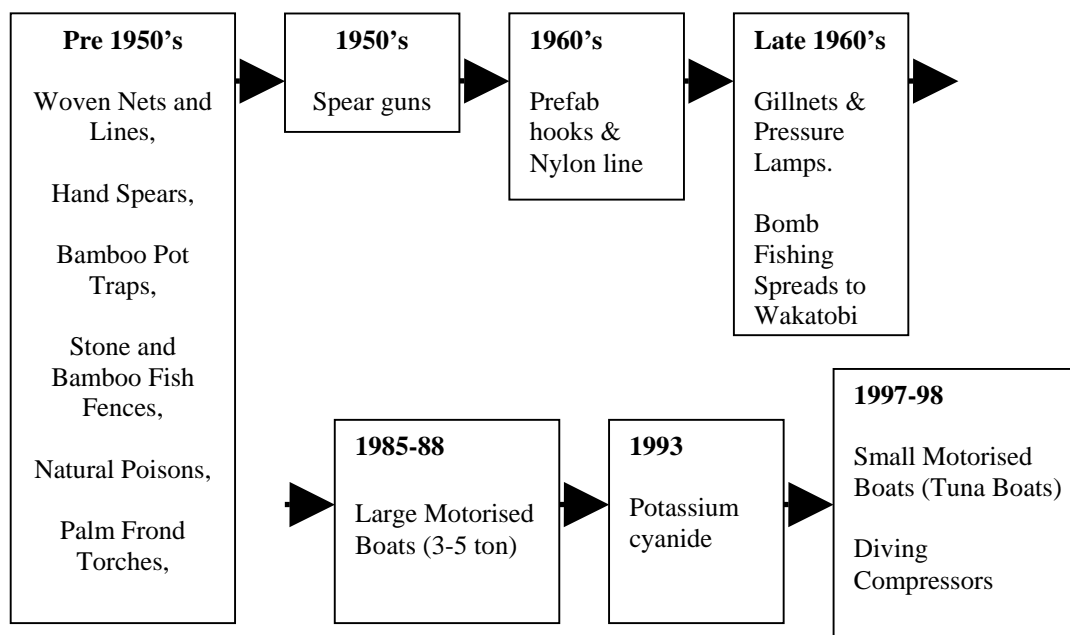 Pre 1950's
Woven Nets and
Lines,
Hand Spears,
Bamboo Pot
Traps,
Stone and
Bamboo Fish
Fences,
Natural Poisons,
Palm Frond
Torches,
1950's
Spear guns
1960's
Prefab
hooks &
Nylon line
Late 1960's
Gillnets &
Pressure
Lamps.
Bomb
Fishing
Spreads to
Wakatobi
1985-88
Large Motorised
Boats (3-5 ton)
1993
Potassium
cyanide
1997-98
Small Motorised
Boats (Tuna Boats)
Diving
Compressors